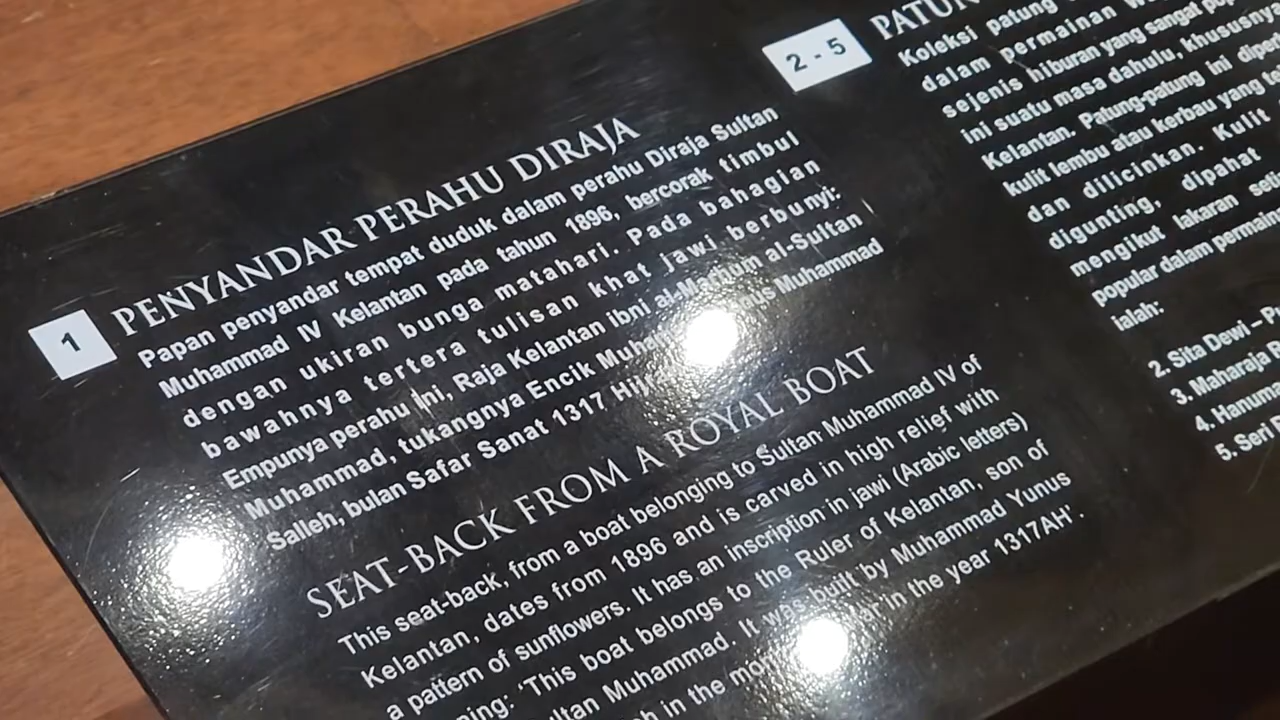 1
PENYANDAR PERAHU DIRAJA
Papan penyandar tempat duduk dalam perahu Diraja Sultan
Muhammad IV Kelantan pada tahun 1896, bercorak timbul
dengan ukiran bunga matahari. Pada bahagian
bawahnya tertera tulisan khat jawi berbunyi:
Empunya perahu ini, Raja Kelantan ibni al-Marhum al-Sultan
Muhammad, tukangnya Encik Muhammad Yunus Muhammad
Salleh, bulan Safar Sanat 1317
SEAT-BACK FROM A ROYAL BOAT
This seat-back, from a boat belonging to Sultan Muhammad IV of
Kelantan, dates from 1896 and is carved in high relief with
a pattern of sunflowers. It has an inscription in jawi (Arabic letters)
'This boat belongs to the Ruler of Kelantan, son of
Muhammad. It was built by Muhammad Yunus
in the in the year 1317AH'.
2 - 5
Koleksi patung
dalam permainan
sejenis hiburan yang sangat
ini suatu masa dahulu, khususnya
Kelantan. Patung-patung ini
kulit lembu atau kerbau yang
dan dilicinkan. Kulit
digunting, dipahat
mengikut lakaran
popular dalam
ialah:
2. Sita Dewi –
3. Maharaja
4.
5. Seri